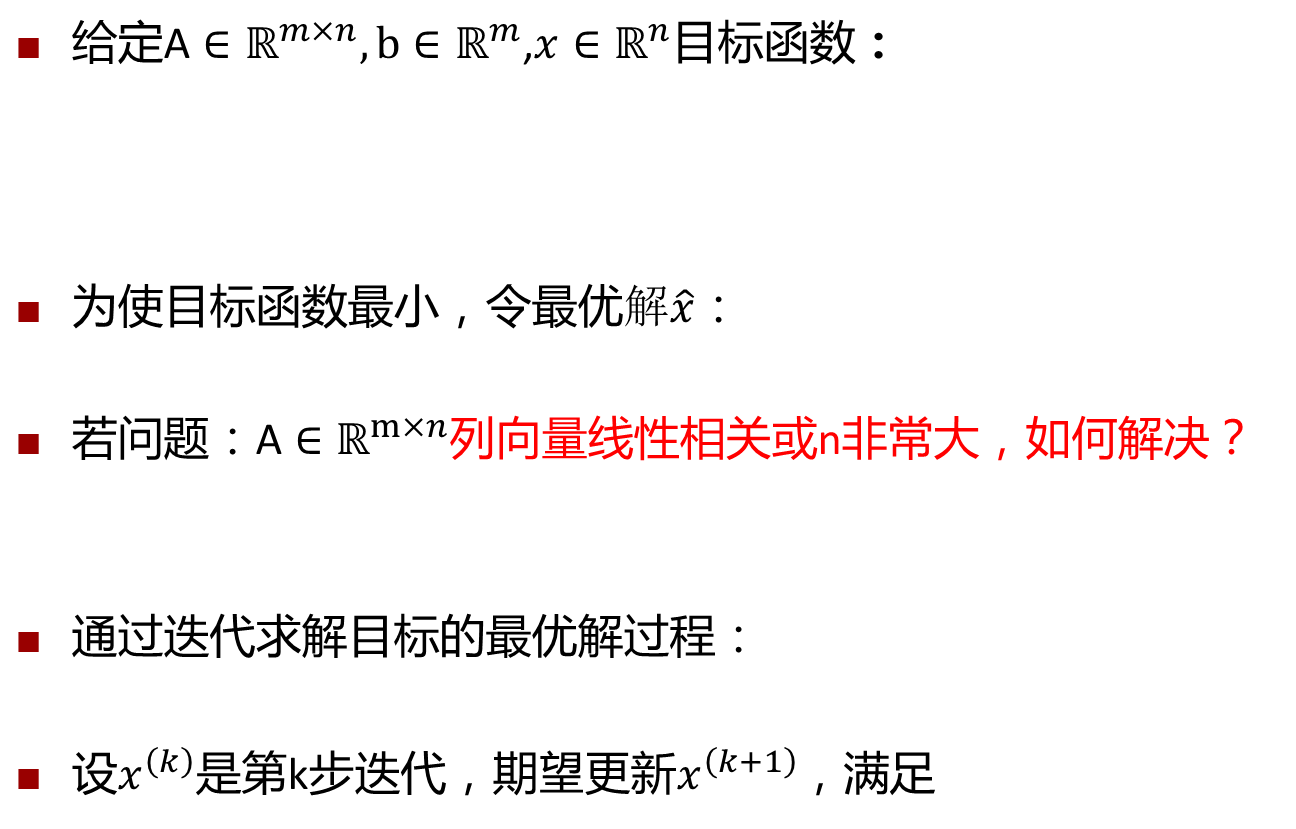 ■ 给定A ∈ ℝ^{m×n}, b ∈ ℝ^m,x ∈ ℝ^n目标函数：
■ 为使目标函数最小，令最优解x̂：
■ 若问题：A ∈ ℝ^{m×n}列向量线性相关或n非常大，如何解决？
■ 通过迭代求解目标的最优解过程：
■ 设x^{(k)}是第k步迭代，期望更新x^{(k+1)}，满足